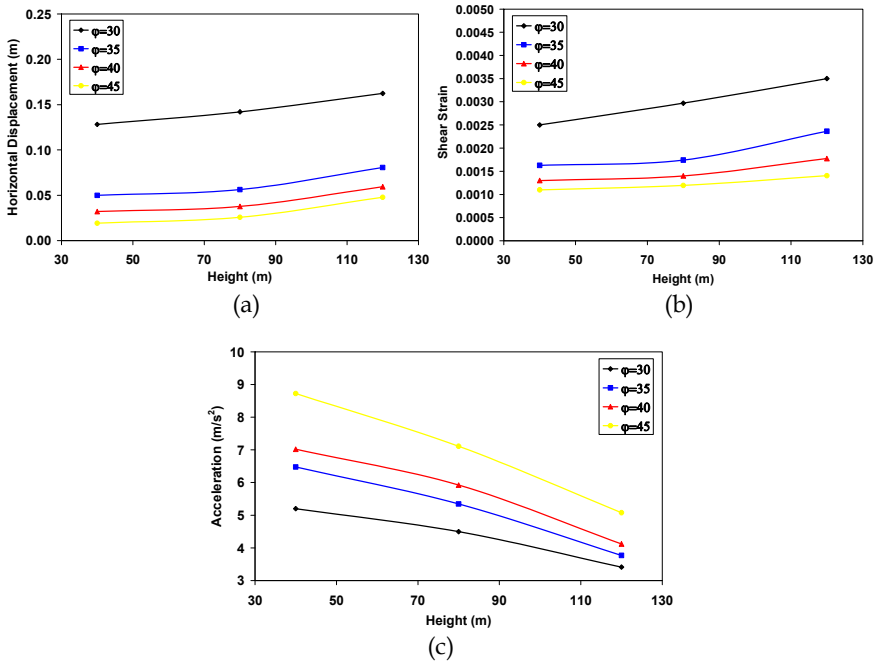 0.25
0.20
0.15
0.10
0.05
0.00
Horizontal Displacement (m)
φ=30
φ=35
φ=40
φ=45
30 50 70 90 110 130
Height (m)
(a)
0.0050
0.0045
0.0040
0.0035
0.0030
0.0025
0.0020
0.0015
0.0010
0.0005
0.0000
Shear Strain
φ=30
φ=35
φ=40
φ=45
30 50 70 90 110 130
Height (m)
(b)
10
9
8
7
6
5
4
3
Acceleration (m/s²)
φ=30
φ=35
φ=40
φ=45
30 50 70 90 110 130
Height (m)
(c)